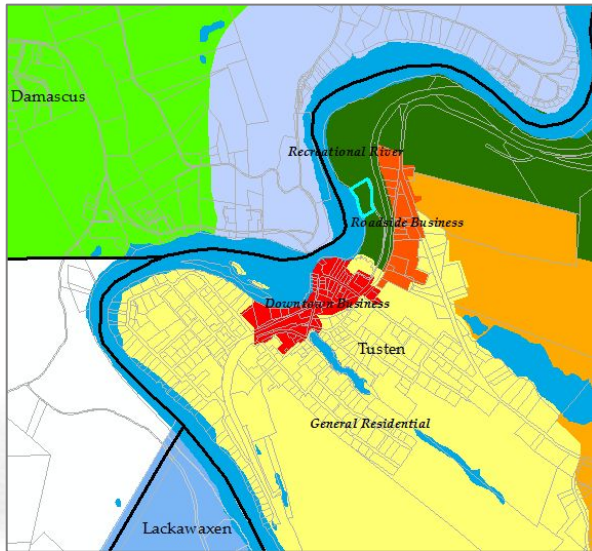 Damascus
Recreational River
Roadside Business
Downtown Business
Tusten
General Residential
Lackawaxen